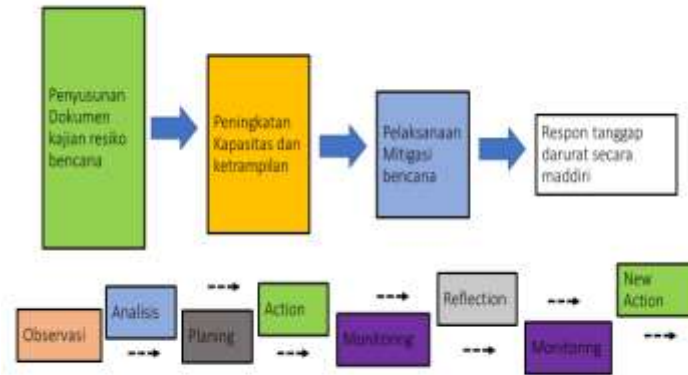 Penyusunan
Dokumen
kajian resiko
bencana
Peningkatan
Kapasitas dan
ketrampilan
Pelaksanaan
Mitigasi
bencana
Respon tanggap
darurat secara
maddiri
Observasi
Analisis
Planing
Action
Monitoring
Reflection
Monitoring
New
Action